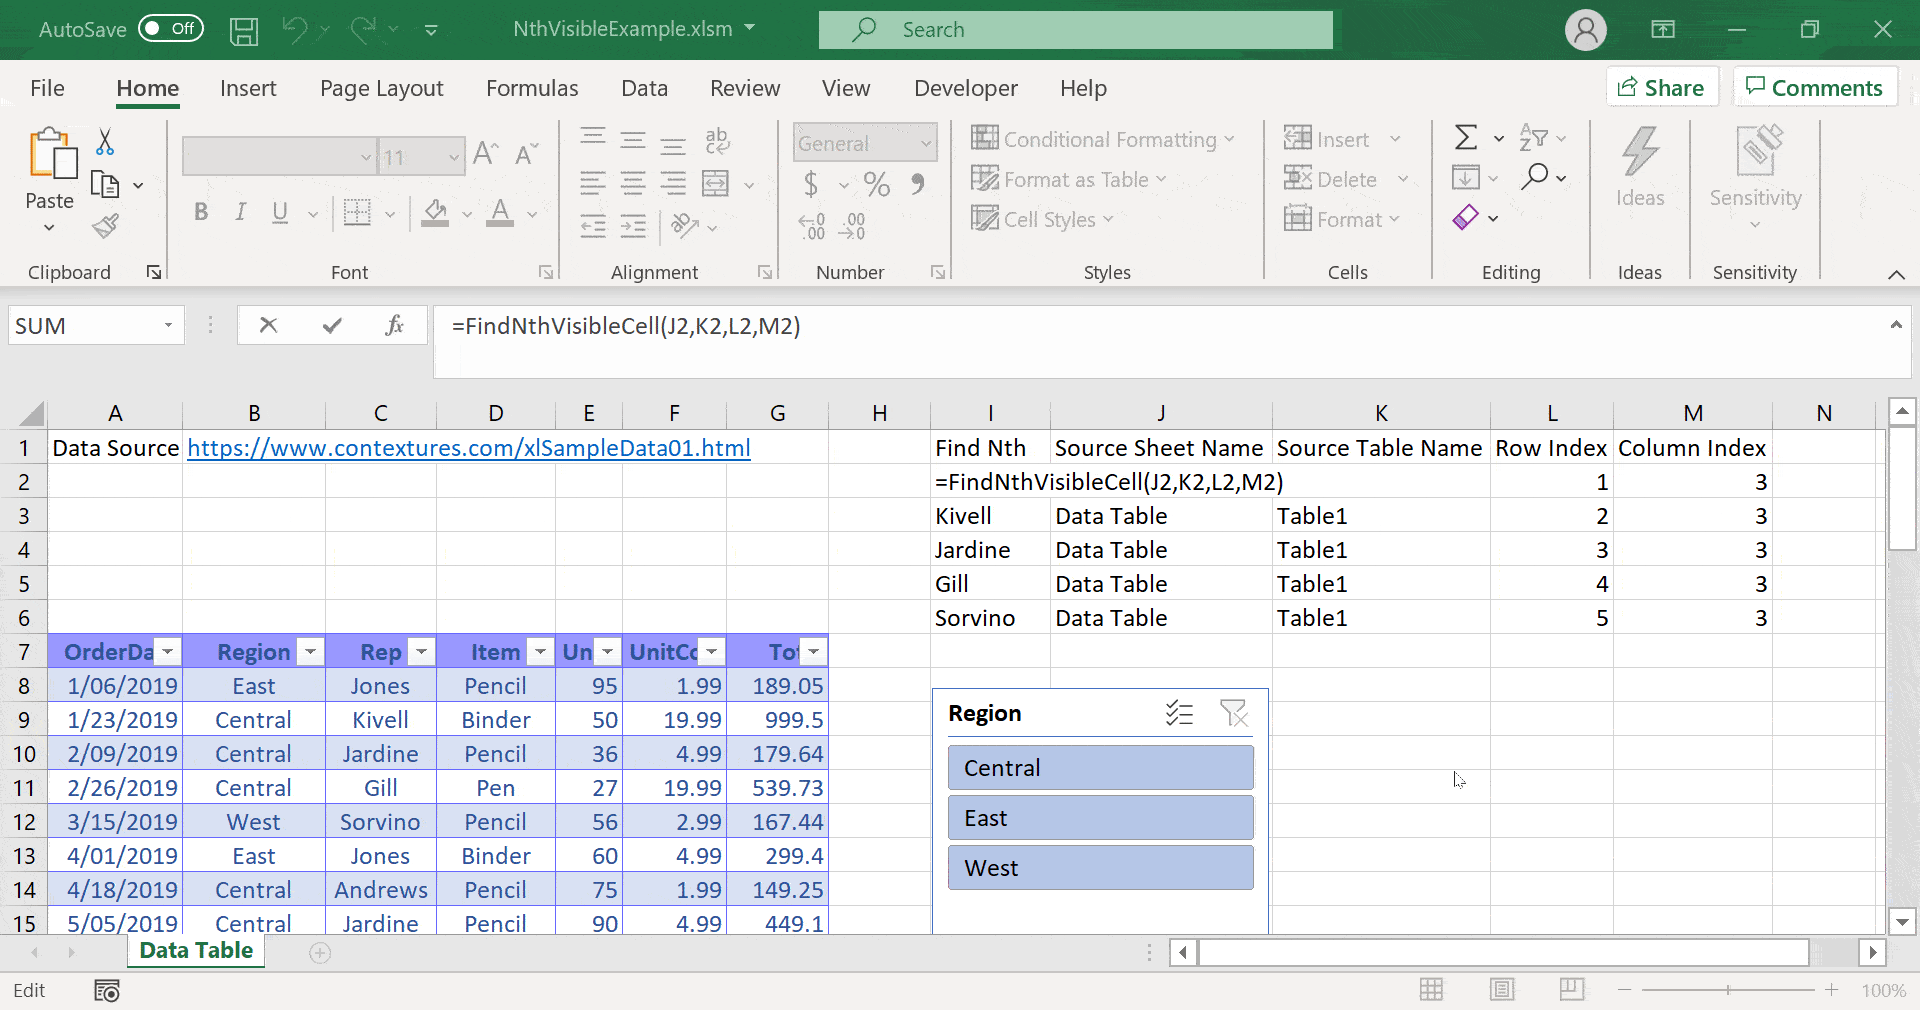 AutoSave Off NthVisibleExample.xlsm Search
File Home Insert Page Layout Formulas Data Review View Developer Help Share Comments
Paste
Clipboard
11
B I U A
Font
ab
Alignment
General
$ % 9
Number
Conditional Formatting
Format as Table
Cell Styles
Styles
Insert
Delete
Format
Cells
Editing
Ideas
Ideas
Sensitivity
Sensitivity
SUM fx =FindNthVisibleCell(J2,K2,L2,M2)
A B C D E F G H I J K L M N
1 Data Source https://www.contextures.com/xlSampleData01.html Find Nth Source Sheet Name Source Table Name Row Index Column Index
2 =FindNthVisibleCell(J2,K2,L2,M2) 1 3
3 Kivell Data Table Table1 2 3
4 Jardine Data Table Table1 3 3
5 Gill Data Table Table1 4 3
6 Sorvino Data Table Table1 5 3
7 OrderDa Region Rep Item Un UnitCo Tot
8 1/06/2019 East Jones Pencil 95 1.99 189.05
9 1/23/2019 Central Kivell Binder 50 19.99 999.5
10 2/09/2019 Central Jardine Pencil 36 4.99 179.64
11 2/26/2019 Central Gill Pen 27 19.99 539.73
12 3/15/2019 West Sorvino Pencil 56 2.99 167.44
13 4/01/2019 East Jones Binder 60 4.99 299.4
14 4/18/2019 Central Andrews Pencil 75 1.99 149.25
15 5/05/2019 Central Jardine Pencil 90 4.99 449.1
Region
Central
East
West
Data Table
Edit 100%